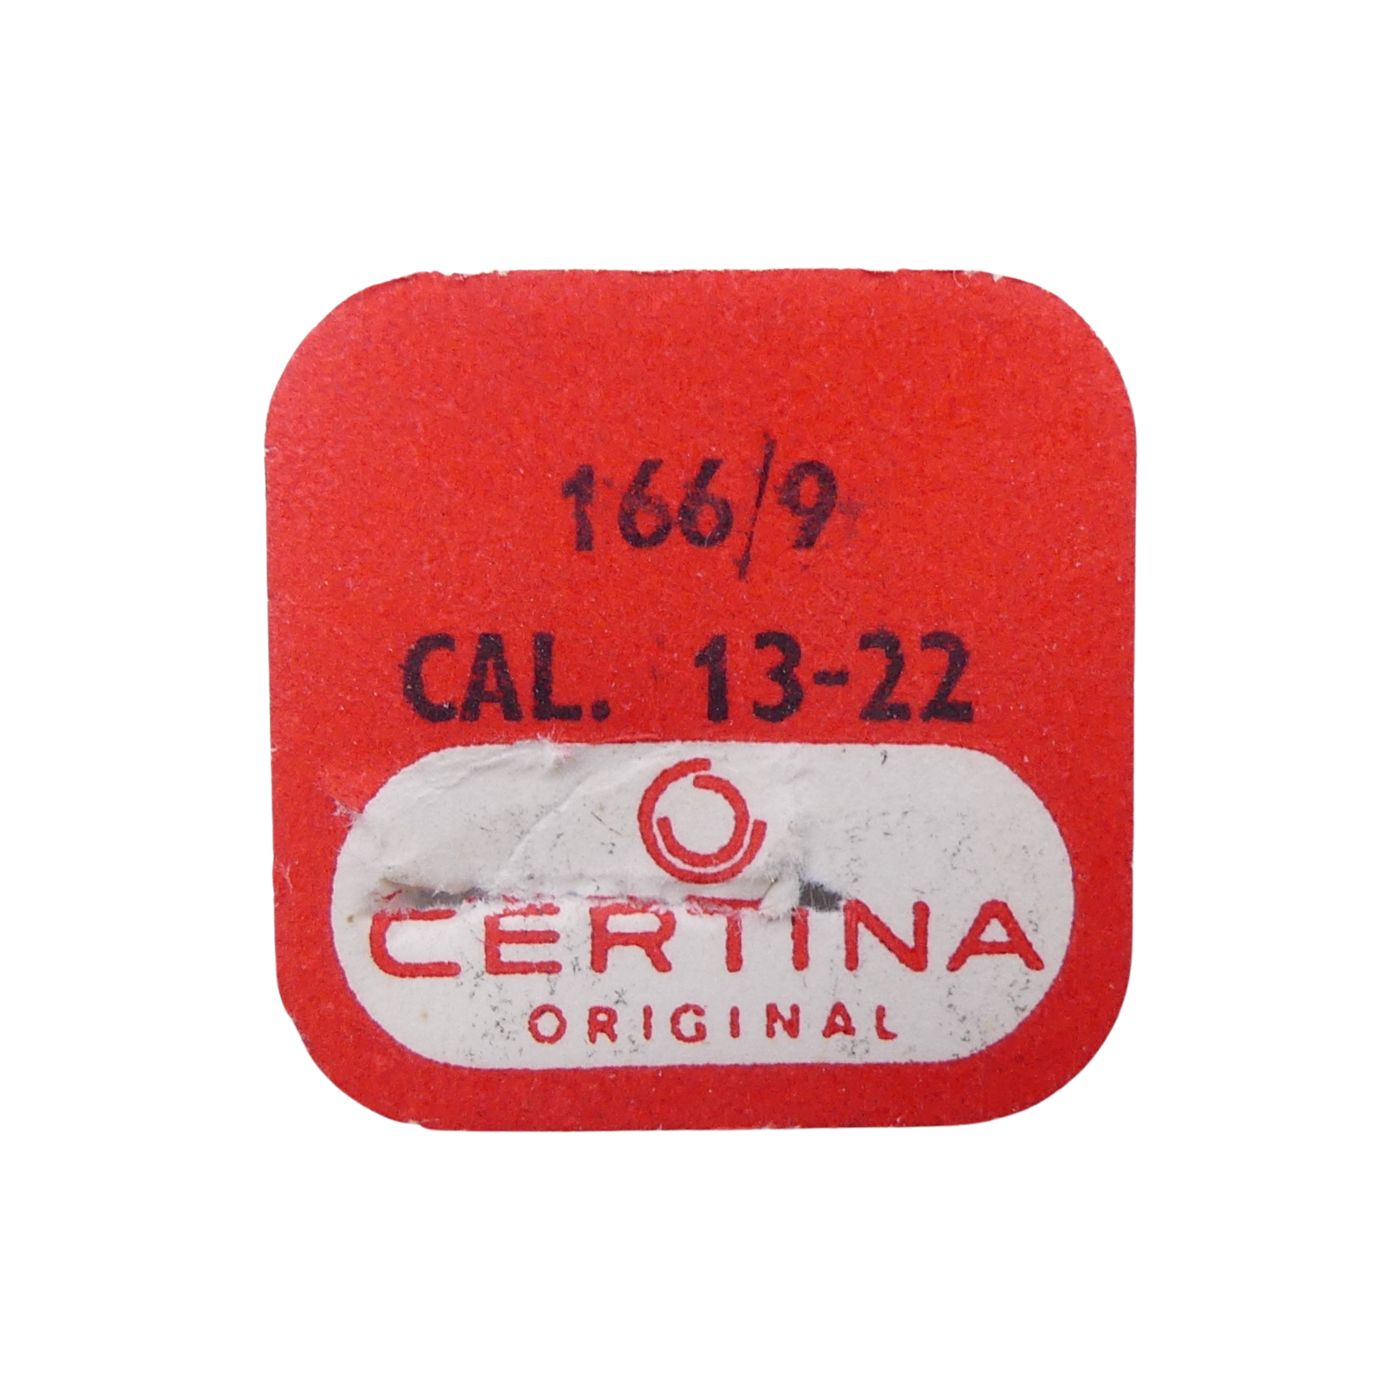 166/9
CAL. 13-22
CERTINA
ORIGINAL